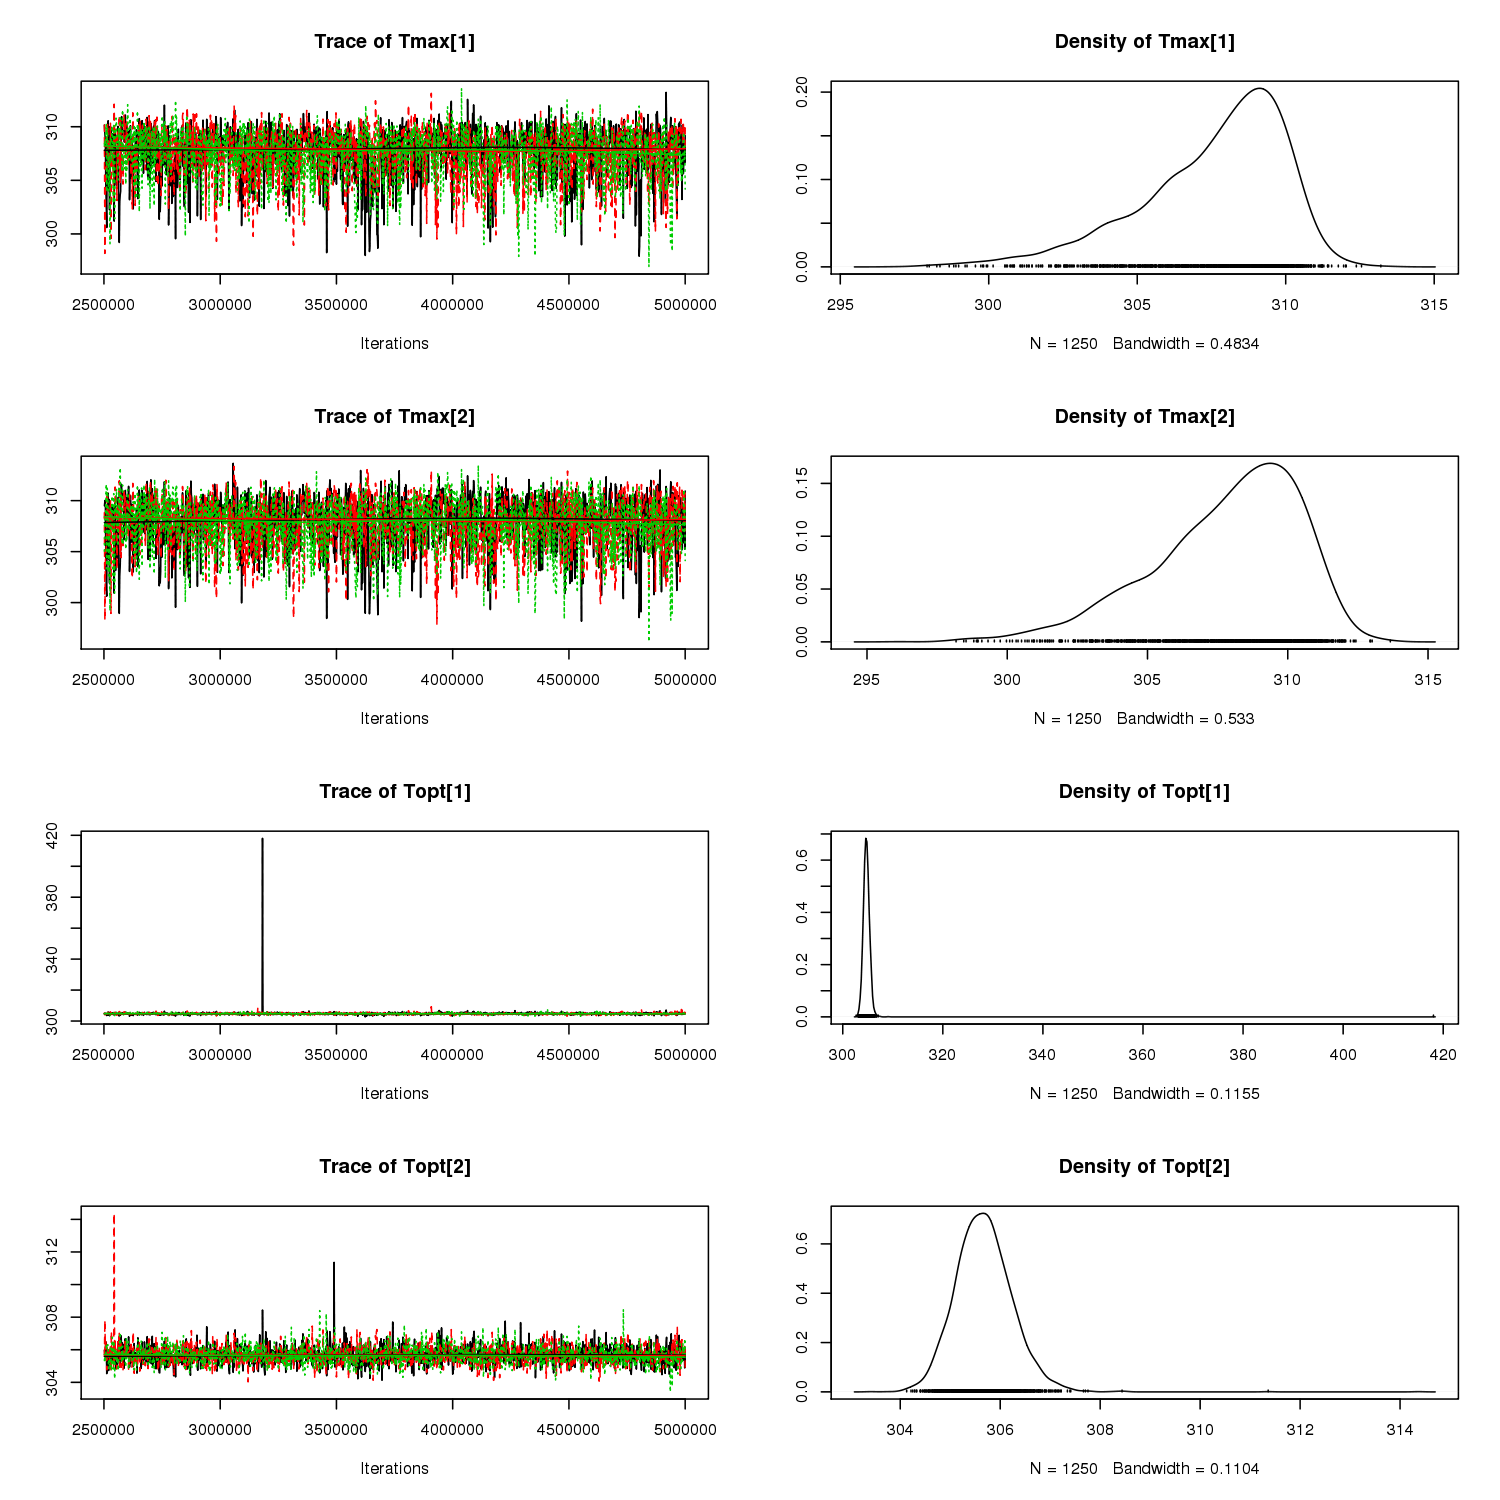 Trace of Tmax[1]
300 305 310
2500000 3000000 3500000 4000000 4500000 5000000
Iterations
Density of Tmax[1]
0.00 0.10 0.20
295 300 305 310 315
N = 1250 Bandwidth = 0.4834
Trace of Tmax[2]
300 305 310
2500000 3000000 3500000 4000000 4500000 5000000
Iterations
Density of Tmax[2]
0.00 0.05 0.10 0.15
295 300 305 310 315
N = 1250 Bandwidth = 0.533
Trace of Topt[1]
300 340 380 420
2500000 3000000 3500000 4000000 4500000 5000000
Iterations
Density of Topt[1]
0.0 0.2 0.4 0.6
300 320 340 360 380 400 420
N = 1250 Bandwidth = 0.1155
Trace of Topt[2]
304 308 312
2500000 3000000 3500000 4000000 4500000 5000000
Iterations
Density of Topt[2]
0.0 0.2 0.4 0.6
304 306 308 310 312 314
N = 1250 Bandwidth = 0.1104